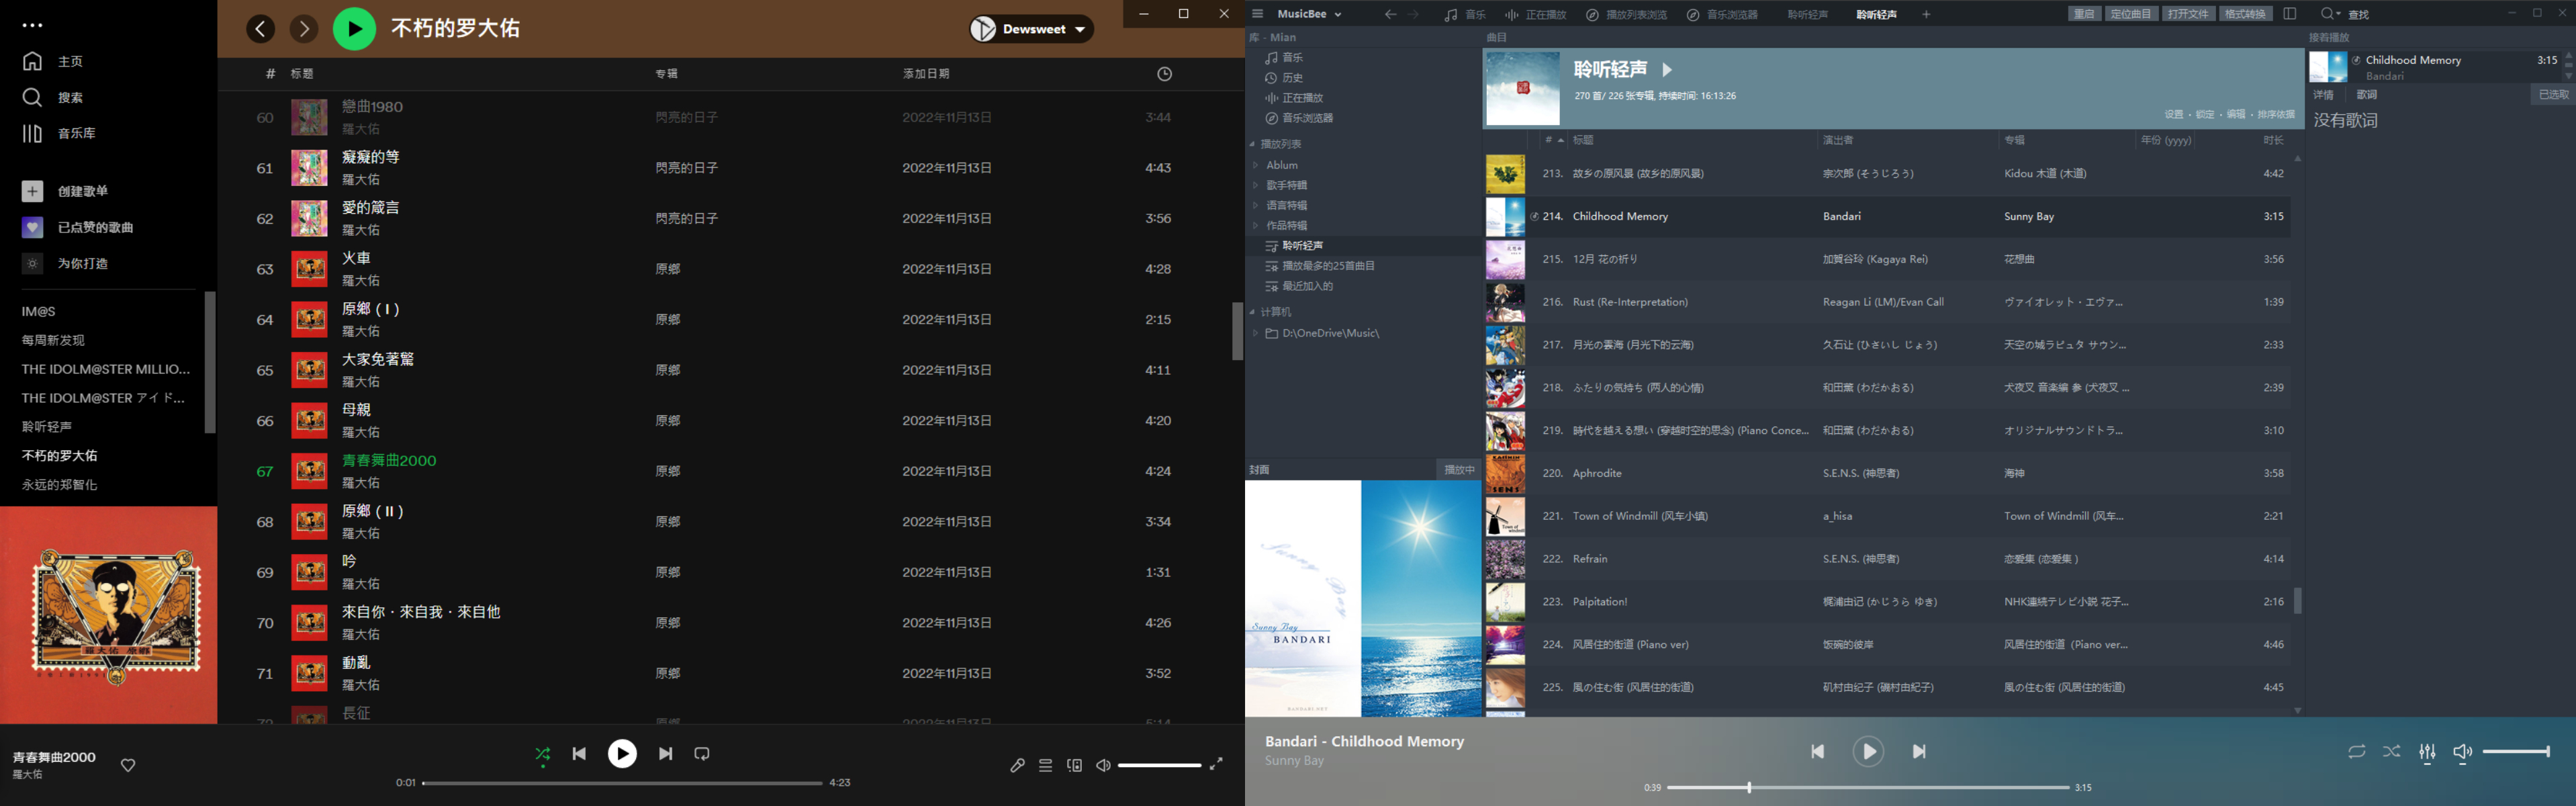 不朽的罗大佑
Dewsweet
主页
搜索
音乐库
创建歌单
已点赞的歌曲
为你打造
IM@S
每周新发现
THE IDOLM@STER MILLIO...
THE IDOLM@STER アイド...
聆听轻声
不朽的罗大佑
永远的郑智化
# 标题 专辑 添加日期
60 戀曲1980 閃亮的日子 2022年11月13日 3:44
羅大佑
61 癡癡的等 閃亮的日子 2022年11月13日 4:43
羅大佑
62 愛的箴言 閃亮的日子 2022年11月13日 3:56
羅大佑
63 火車 原鄉 2022年11月13日 4:28
羅大佑
64 原鄉 ( I ) 原鄉 2022年11月13日 2:15
羅大佑
65 大家免著驚 原鄉 2022年11月13日 4:11
羅大佑
66 母親 原鄉 2022年11月13日 4:20
羅大佑
67 青春舞曲2000 原鄉 2022年11月13日 4:24
羅大佑
68 原鄉 ( II ) 原鄉 2022年11月13日 3:34
羅大佑
69 吟 原鄉 2022年11月13日 1:31
羅大佑
70 來自你 · 來自我 · 來自他 原鄉 2022年11月13日 4:26
羅大佑
71 動亂 原鄉 2022年11月13日 3:52
羅大佑
72 長征 原鄉 2022年11月13日 5:14
羅大佑 原鄉
青春舞曲2000
羅大佑
0:01 4:23
MusicBee
音乐 正在播放 播放列表浏览 音乐浏览器 聆听轻声 聆听轻声 +
重启 定位曲目 打开文件 格式转换 查找
库 - Mian
音乐
历史
正在播放
音乐浏览器
播放列表
Ablum
歌手特辑
语言特辑
作品特辑
聆听轻声
播放最多的25首曲目
最近加入的
计算机
D:\OneDrive\Music\
封面 播放中
Sunny Bay
Sunny Bay
BANDARI
曲目
聆听轻声
270 首/ 226 张专辑, 持续时间: 16:13:26
设置 · 锁定 · 编辑 · 排序依据
# 标题 演出者 专辑 年份 (yyyy) 时长
213. 故乡の原风景 (故乡的原风景) 宗次郎 (そうじろう) Kidou 木道 (木道) 4:42
214. Childhood Memory Bandari Sunny Bay 3:15
215. 12月 花の祈り 加賀谷玲 (Kagaya Rei) 花想曲 3:56
216. Rust (Re-Interpretation) Reagan Li (LM)/Evan Call ヴァイオレット・エヴァ... 1:39
217. 月光の雲海 (月光下的云海) 久石让 (ひさいし じょう) 天空の城ラピュタ サウン... 2:33
218. ふたりの気持ち (两人的心情) 和田薫 (わだかおる) 犬夜叉 音楽編 参 (犬夜叉 ... 2:39
219. 時代を越える想い (穿越时空的思念) (Piano Conce... 和田薫 (わだかおる) オリジナルサウンドトラ... 3:10
220. Aphrodite S.E.N.S. (神思者) 海神 3:58
221. Town of Windmill (风车小镇) a_hisa Town of Windmill (风车... 2:21
222. Refrain S.E.N.S. (神思者) 恋爱集 (恋爱集 ) 4:14
223. Palpitation! 梶浦由记 (かじうら ゆき) NHK連続テレビ小説 花子... 2:16
224. 风居住的街道 (Piano ver) 饭碗的彼岸 风居住的街道 (Piano ver... 4:46
225. 風の住む街 (风居住的街道) 矶村由纪子 (磯村由紀子) 風の住む街 (风居住的街道) 4:45
接着播放
Childhood Memory 3:15
Bandari
详情 歌词 已选取
没有歌词
Bandari - Childhood Memory
Sunny Bay
0:39 3:15